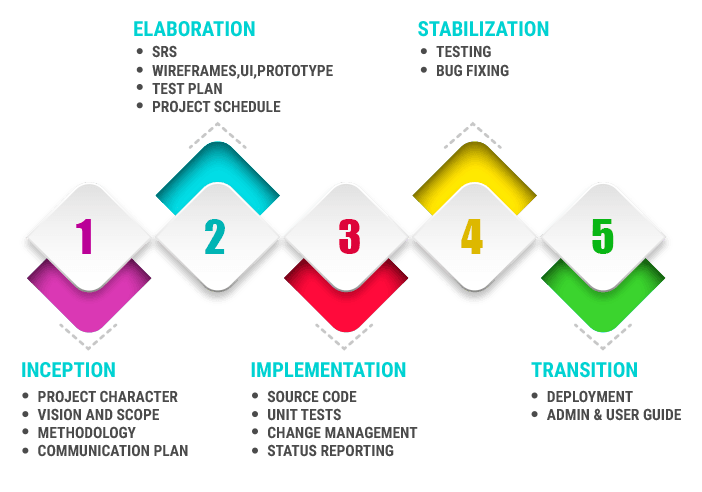 ELABORATION
• SRS
• WIREFRAMES,UI,PROTOTYPE
• TEST PLAN
• PROJECT SCHEDULE
STABILIZATION
• TESTING
• BUG FIXING
1
2
3
4
5
INCEPTION
• PROJECT CHARACTER
• VISION AND SCOPE
• METHODOLOGY
• COMMUNICATION PLAN
IMPLEMENTATION
• SOURCE CODE
• UNIT TESTS
• CHANGE MANAGEMENT
• STATUS REPORTING
TRANSITION
• DEPLOYMENT
• ADMIN & USER GUIDE